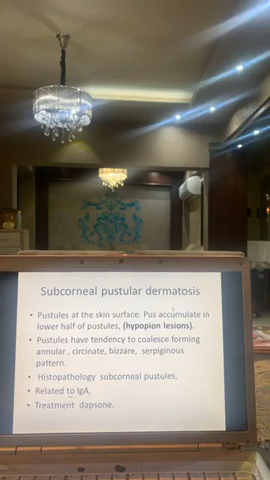 Subcorneal pustular dermatosis
• Pustules at the skin surface. Pus accumulate in
lower half of pustules, (hypopion lesions).
• Pustules have tendency to coalesce forming
annular , circinate, bizzare, serpiginous
pattern.
• Histopathology subcorneal pustules,
• Related to IgA,
• Treatment dapsone.